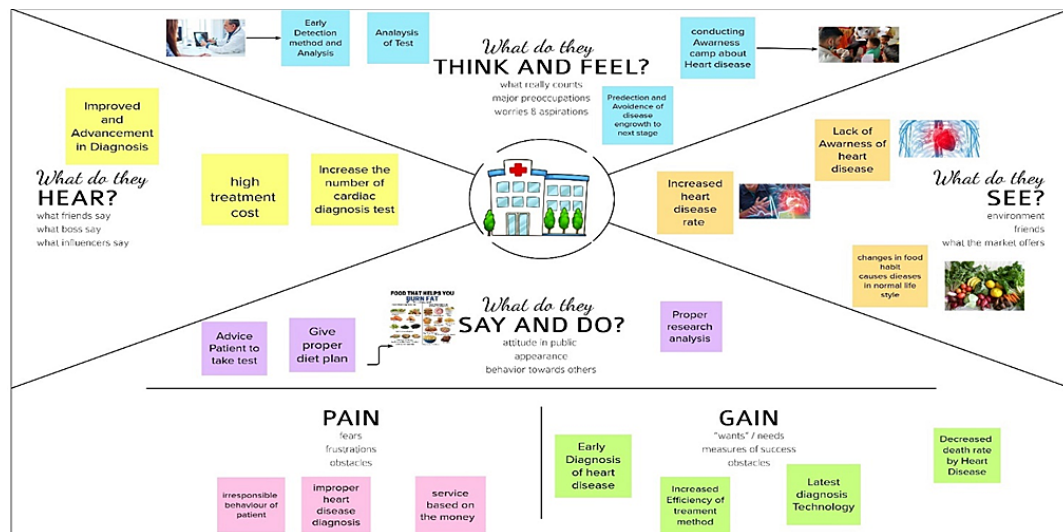 Early
Detection
method and
Analysis
Analaysis
of Test
What do they
THINK AND FEEL?
what really counts
major preoccupations
worries & aspirations
conducting
Awarness
camp about
Heart disease
Predection and
Avoidence of
disease
engrowth to
next stage
Improved
and
Advancement
in Diagnosis
What do they
HEAR?
what friends say
what boss say
what influencers say
high
treatment
cost
Increase the
number of
cardiac
diagnosis test
Lack of
Awarness of
heart
disease
Increased
heart
disease
rate
What do they
SEE?
environment
friends
what the market offers
changes in food
habit
causes dieases
in normal life
style
Advice
Patient to
take test
Give
proper
diet plan
FOOD THAT HELPS YOU
BURN FAT
What do they
SAY AND DO?
attitude in public
appearance
behavior towards others
Proper
research
analysis
PAIN
fears
frustrations
obstacles
irresponsible
behaviour of
patient
improper
heart
disease
diagnosis
service
based on
the money
GAIN
"wants" / needs
measures of success
obstacles
Early
Diagnosis
of heart
disease
Increased
Efficiency of
treament
method
Latest
diagnosis
Technology
Decreased
death rate
by Heart
Disease